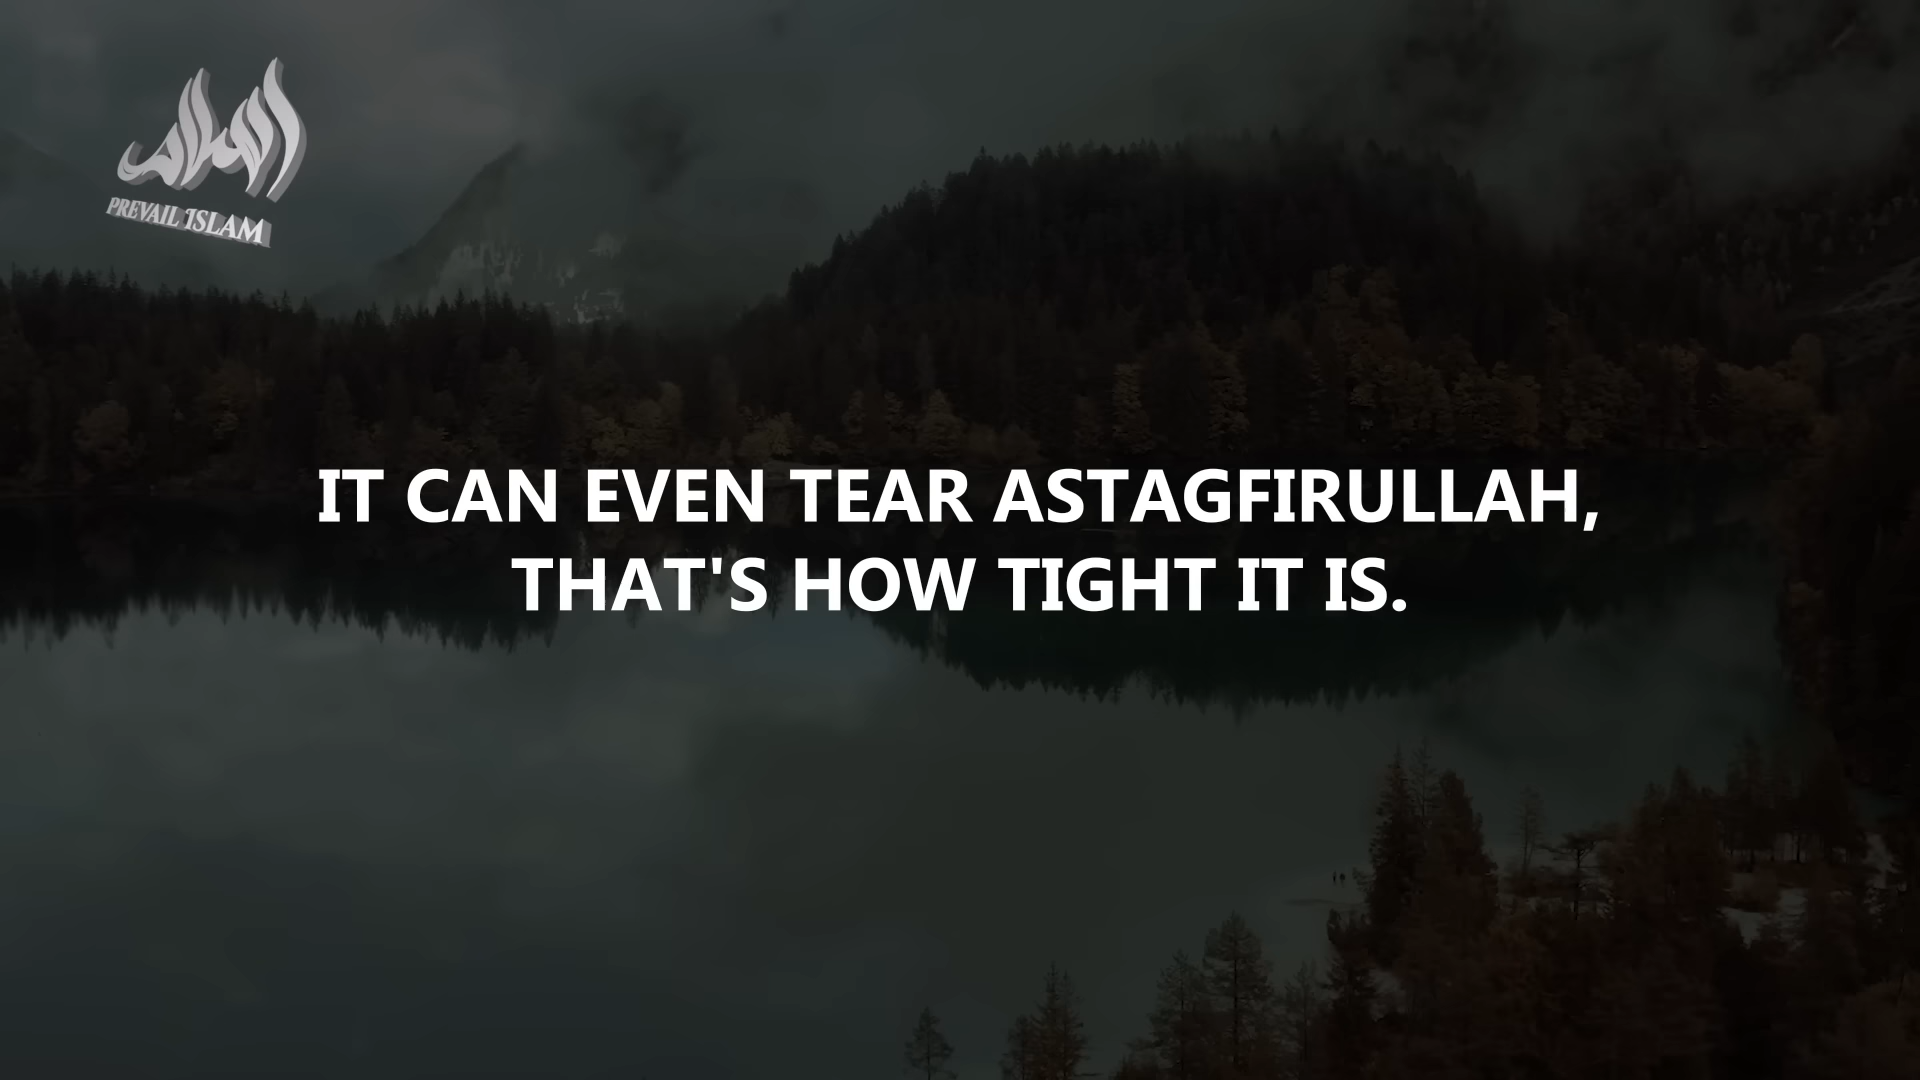 PREVAIL ISLAM
IT CAN EVEN TEAR ASTAGFIRULLAH,
THAT'S HOW TIGHT IT IS.